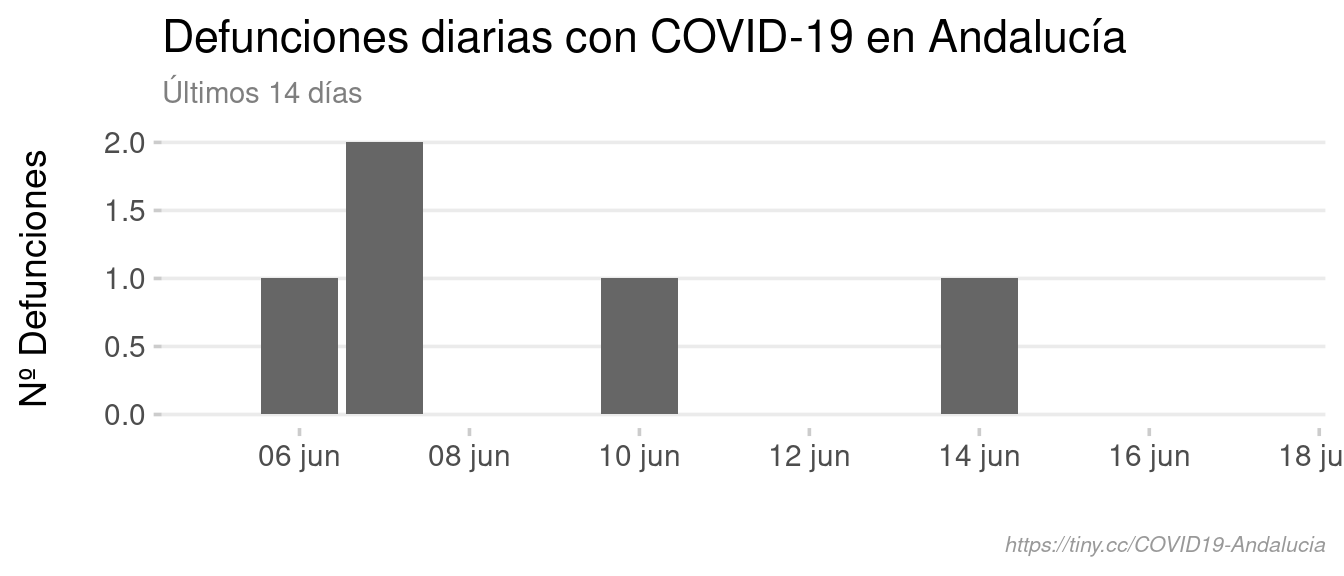 Defunciones diarias con COVID-19 en Andalucía
Últimos 14 días
Nº Defunciones
2.0
1.5
1.0
0.5
0.0
06 jun
08 jun
10 jun
12 jun
14 jun
16 jun
18 ju
https://tiny.cc/COVID19-Andalucia